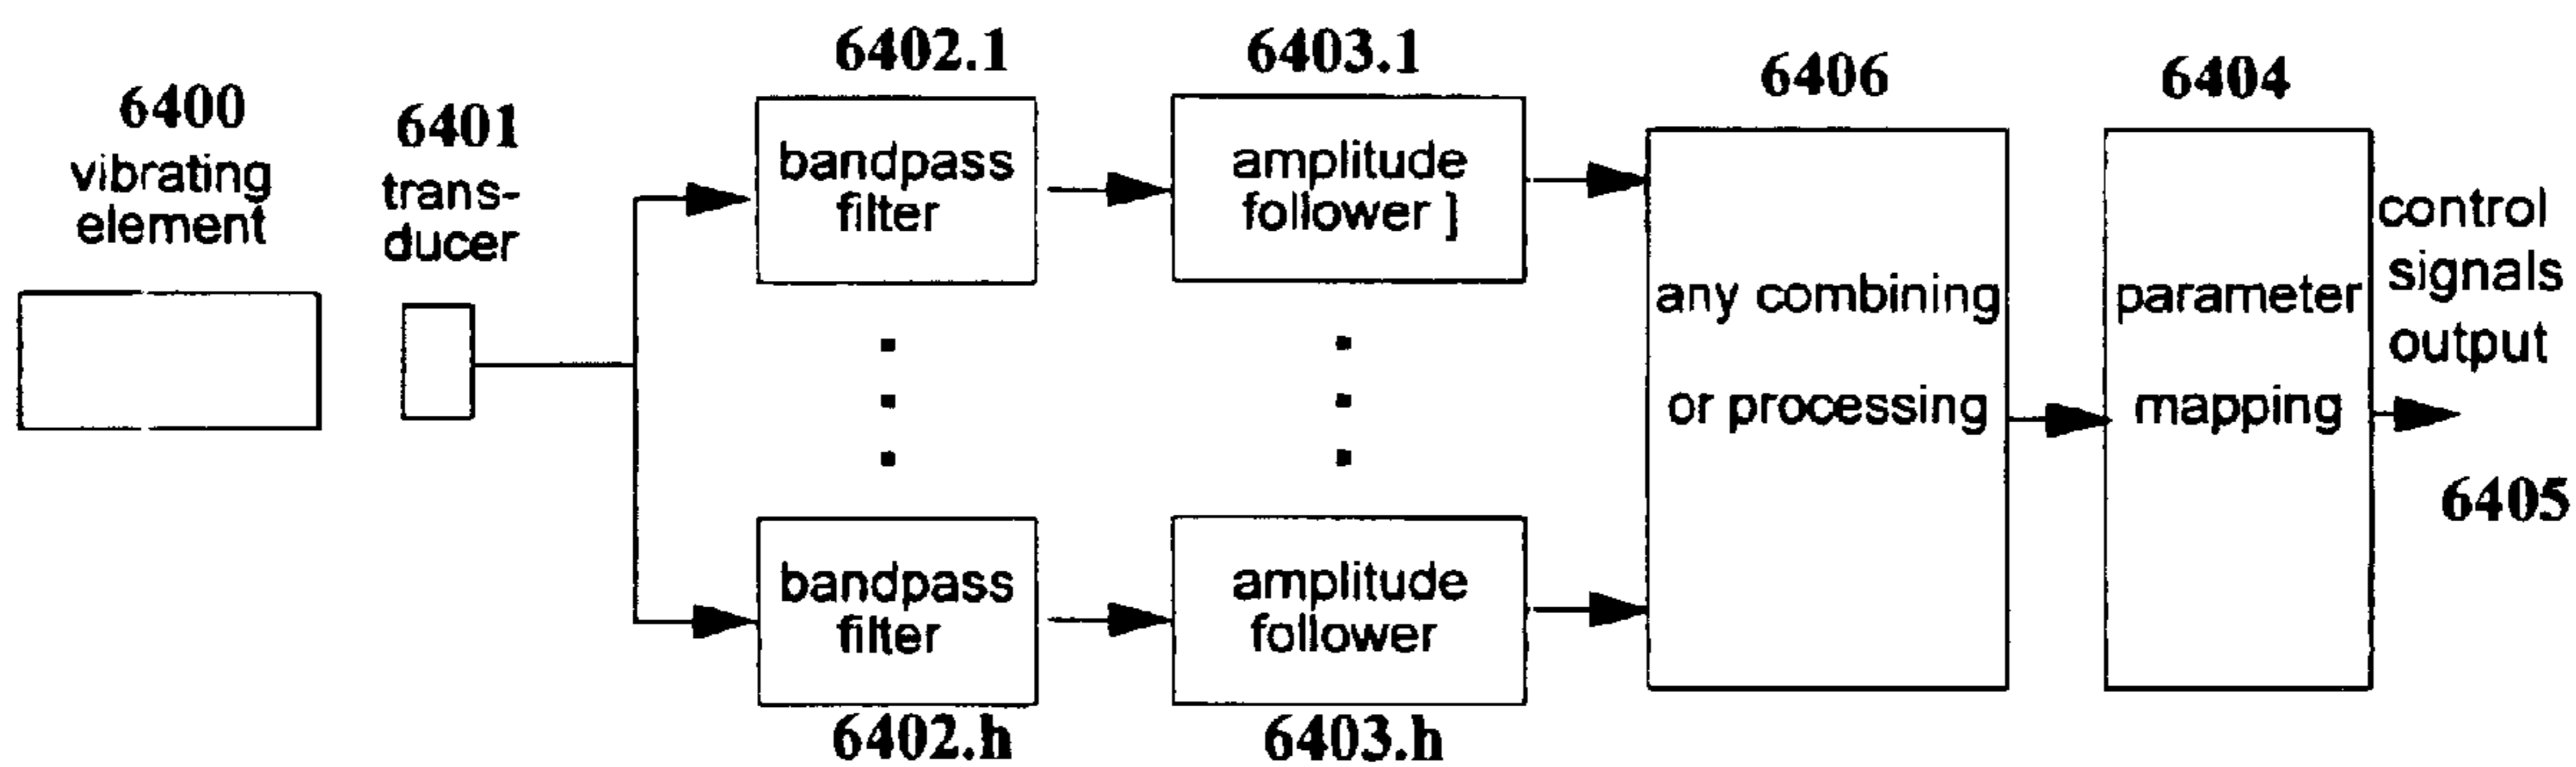 6400
vibrating
element
6401
trans-
ducer
6402.1
bandpass
filter
6403.1
amplitude
follower ]
bandpass
filter
6402.h
amplitude
follower
6403.h
6406
any combining
or processing
6404
parameter
mapping
control
signals
output
6405